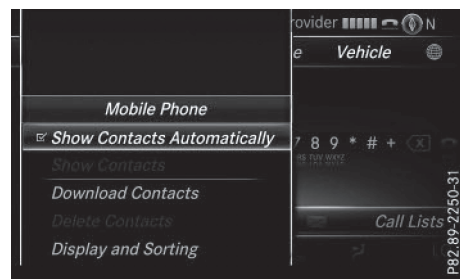 rovider N
e Vehicle
Mobile Phone
Show Contacts Automatically
7 8 9 * # +
Show Contacts
Download Contacts
Delete Contacts
Call Lists
Display and Sorting
P82.89-2250-31